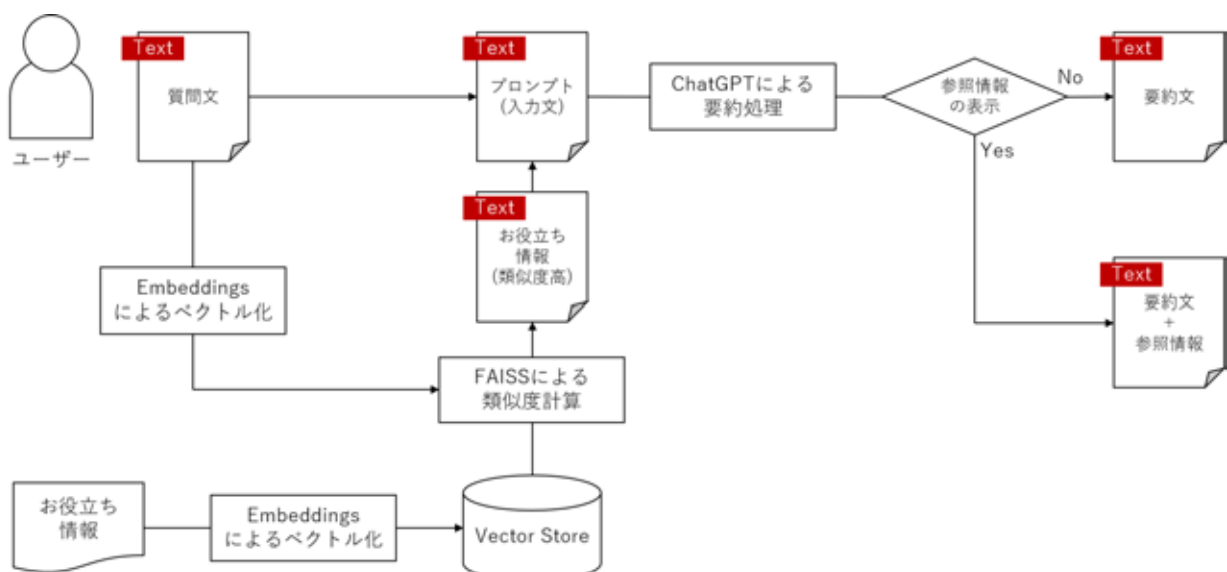 Text
質問文
ユーザー
Text
プロンプト
(入力文)
ChatGPTによる
要約処理
参照情報
の表示
No
Yes
Text
要約文
Text
お役立ち
情報
(類似度高)
Embeddings
によるベクトル化
Text
要約文
+
参照情報
FAISSによる
類似度計算
お役立ち
情報
Embeddings
によるベクトル化
Vector Store